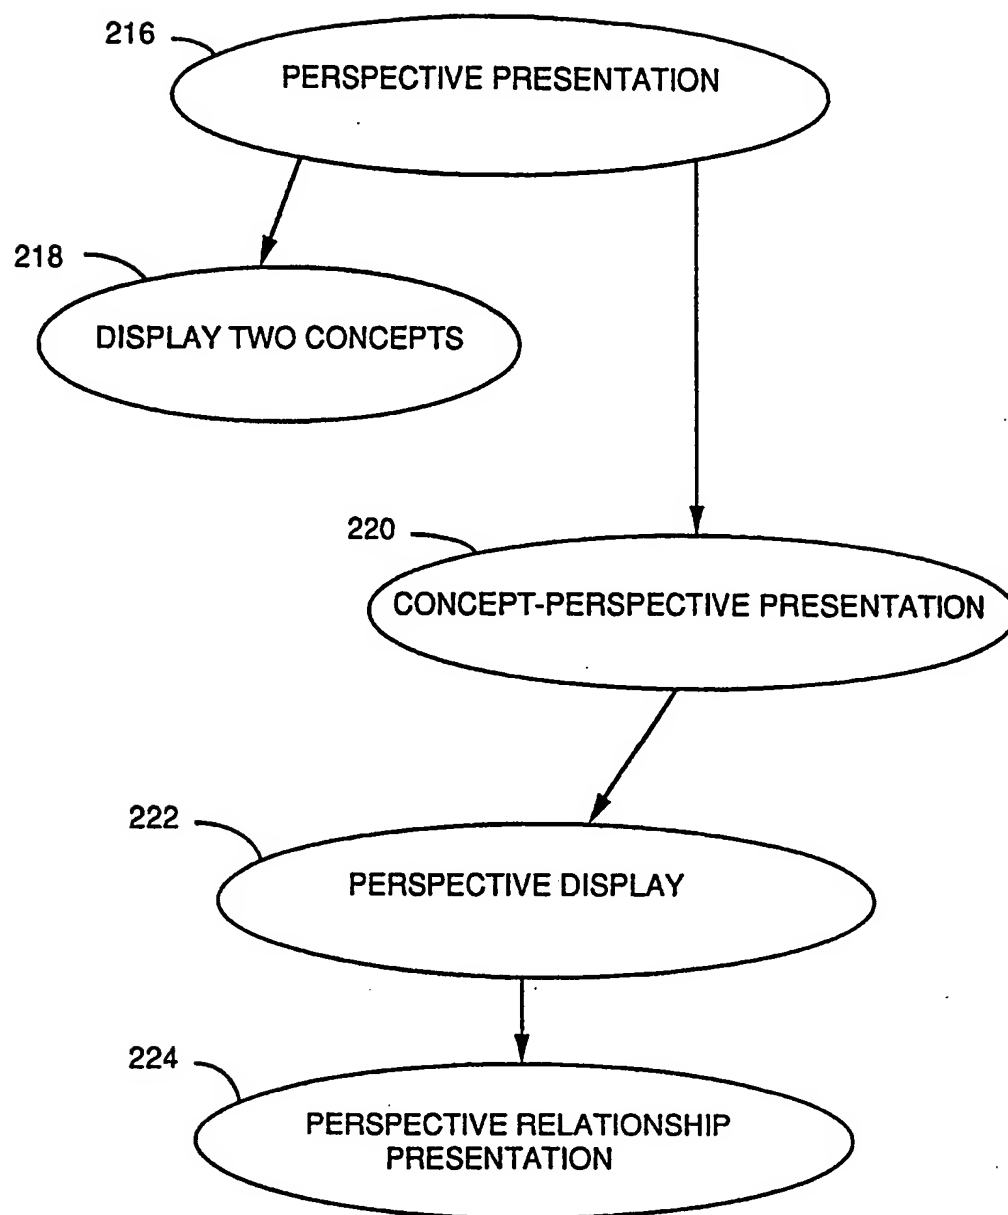 216
PERSPECTIVE PRESENTATION
218
DISPLAY TWO CONCEPTS
220
CONCEPT-PERSPECTIVE PRESENTATION
222
PERSPECTIVE DISPLAY
224
PERSPECTIVE RELATIONSHIP
PRESENTATION